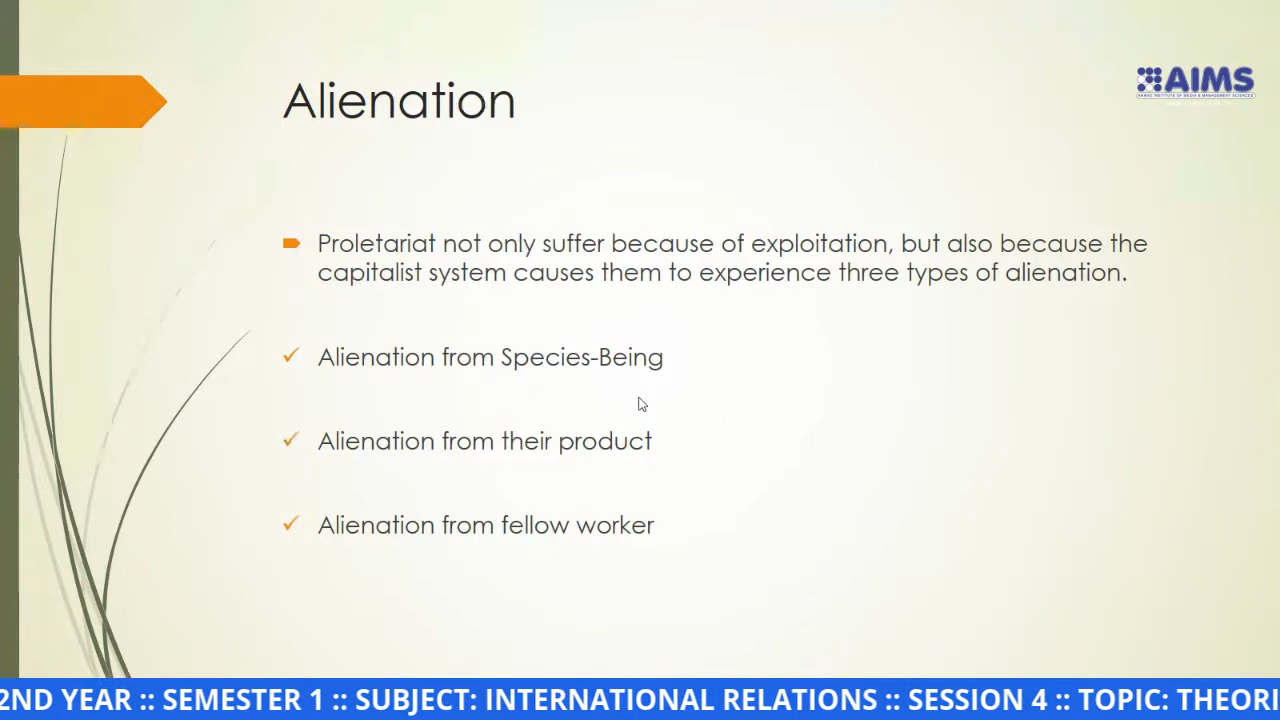 Alienation
AIMS
Proletariat not only suffer because of exploitation, but also because the
capitalist system causes them to experience three types of alienation.
Alienation from Species-Being
Alienation from their product
Alienation from fellow worker
2ND YEAR :: SEMESTER 1 :: SUBJECT: INTERNATIONAL RELATIONS :: SESSION 4 :: TOPIC: THEORI